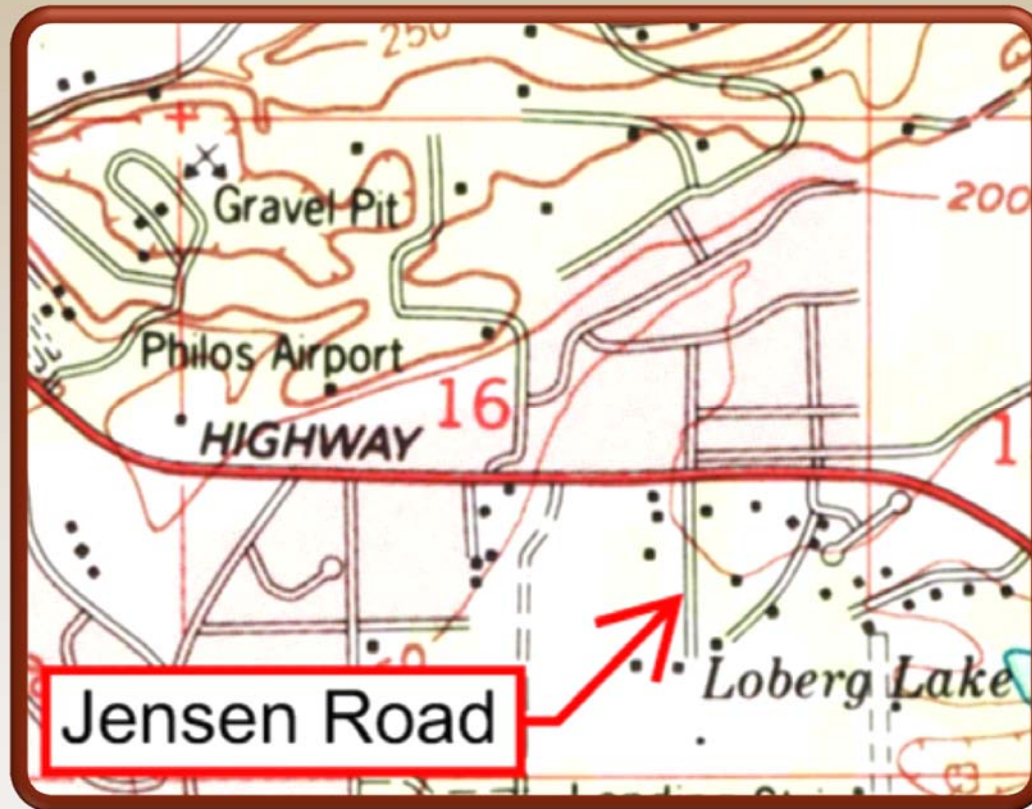 250
Gravel Pit
200
Philos Airport
16
HIGHWAY
1
Loberg Lake
Jensen Road